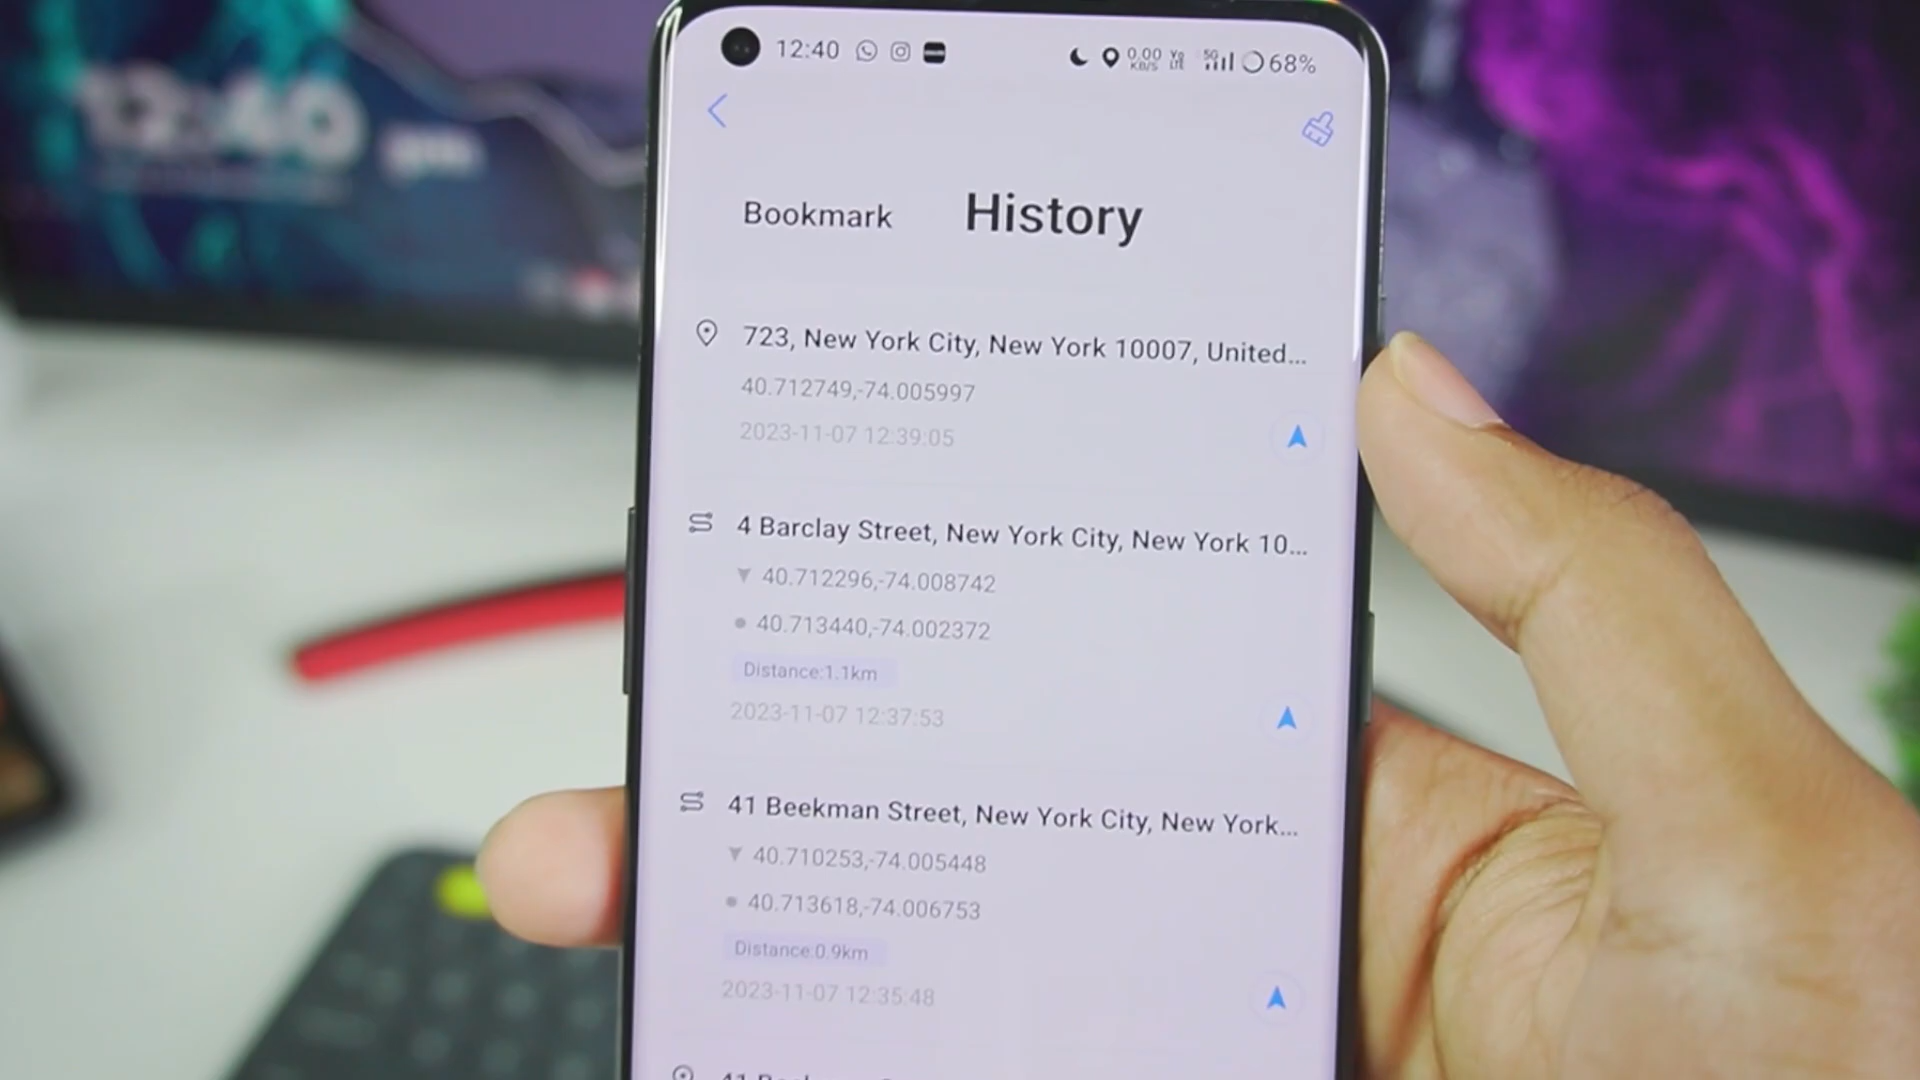 12:40
0.00
KB/S
5G
68%
12:40 pm
Bookmark
History
723, New York City, New York 10007, United...
40.712749,-74.005997
2023-11-07 12:39:05
4 Barclay Street, New York City, New York 10...
40.712296,-74.008742
40.713440,-74.002372
Distance:1.1km
2023-11-07 12:37:53
41 Beekman Street, New York City, New York...
40.710253,-74.005448
40.713618,-74.006753
Distance:0.9km
2023-11-07 12:35:48